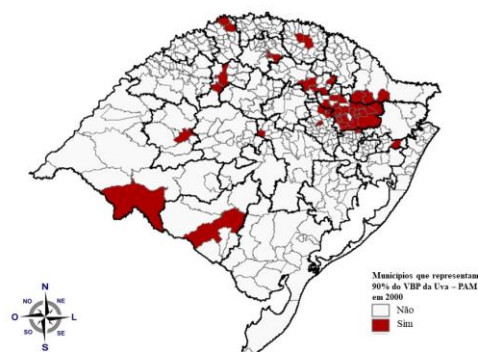 Municípios que representam
90% do VBP da Uva – PAM
em 2000
Não
Sim
N
NO
NE
O
L
SO
SE
S